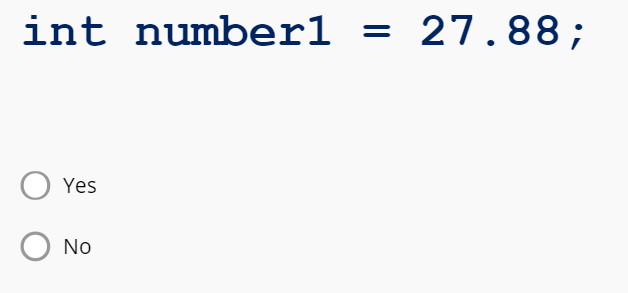 int number1 = 27.88;
Yes
No